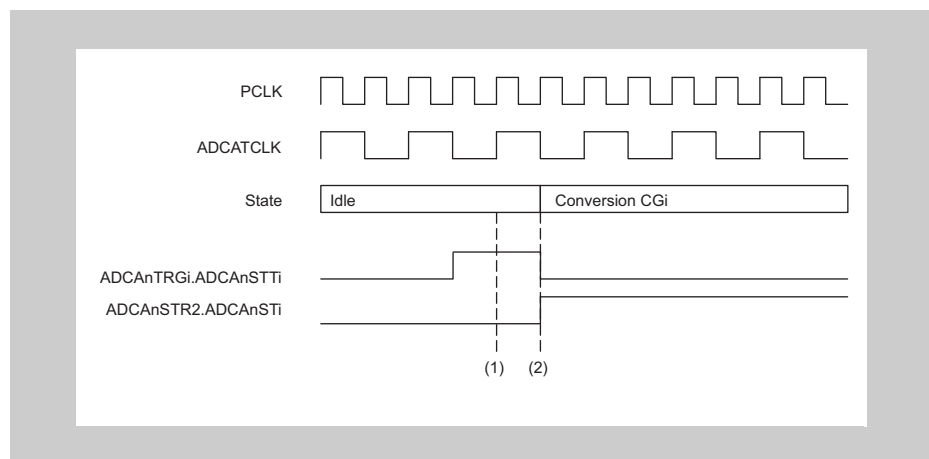 PCLK
ADCATCLK
State Idle Conversion CGi
ADCAnTRGi.ADCAnSTTi
ADCAnSTR2.ADCAnSTi
(1) (2)